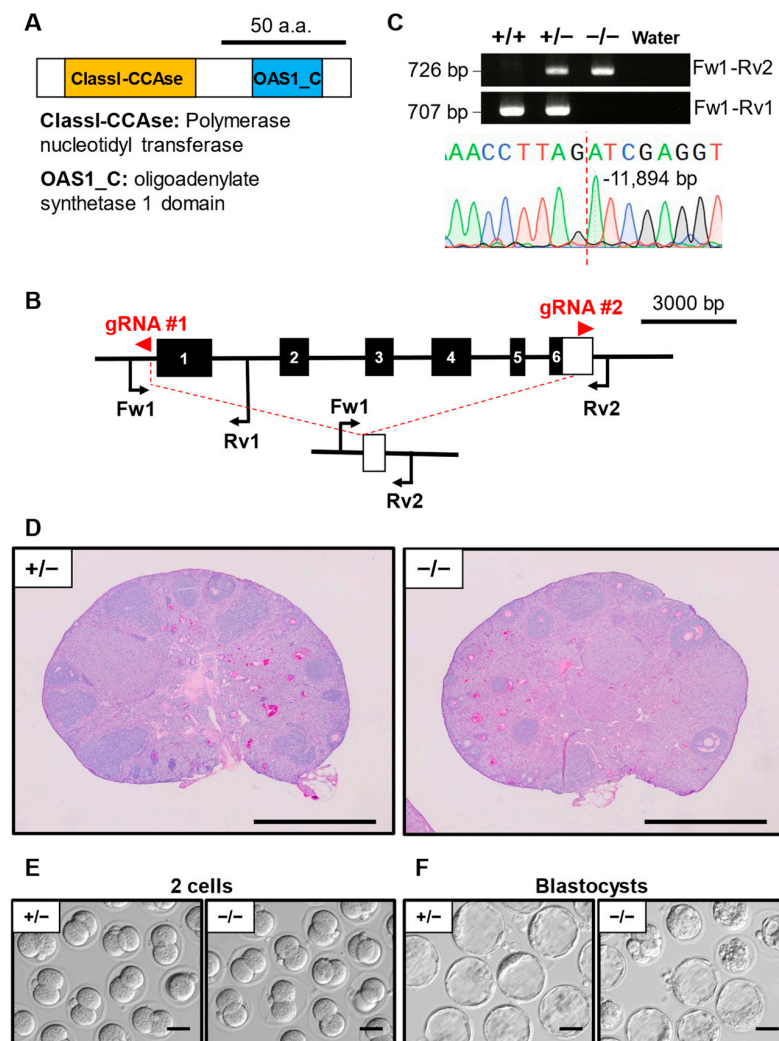 A
50 a.a.
ClassI-CCAse
OAS1_C
ClassI-CCAse: Polymerase
nucleotidyl transferase
OAS1_C: oligoadenylate
synthetase 1 domain
C
+/+ +/− −/− Water
726 bp
Fw1-Rv2
707 bp
Fw1-Rv1
AAACCTTAGATCGAGGT
-11,894 bp
B
gRNA #1
gRNA #2
3000 bp
1 2 3 4 5 6
Fw1
Rv1
Fw1
Rv2
Rv2
D
+/−
−/−
E
2 cells
+/−
−/−
F
Blastocysts
+/−
−/−